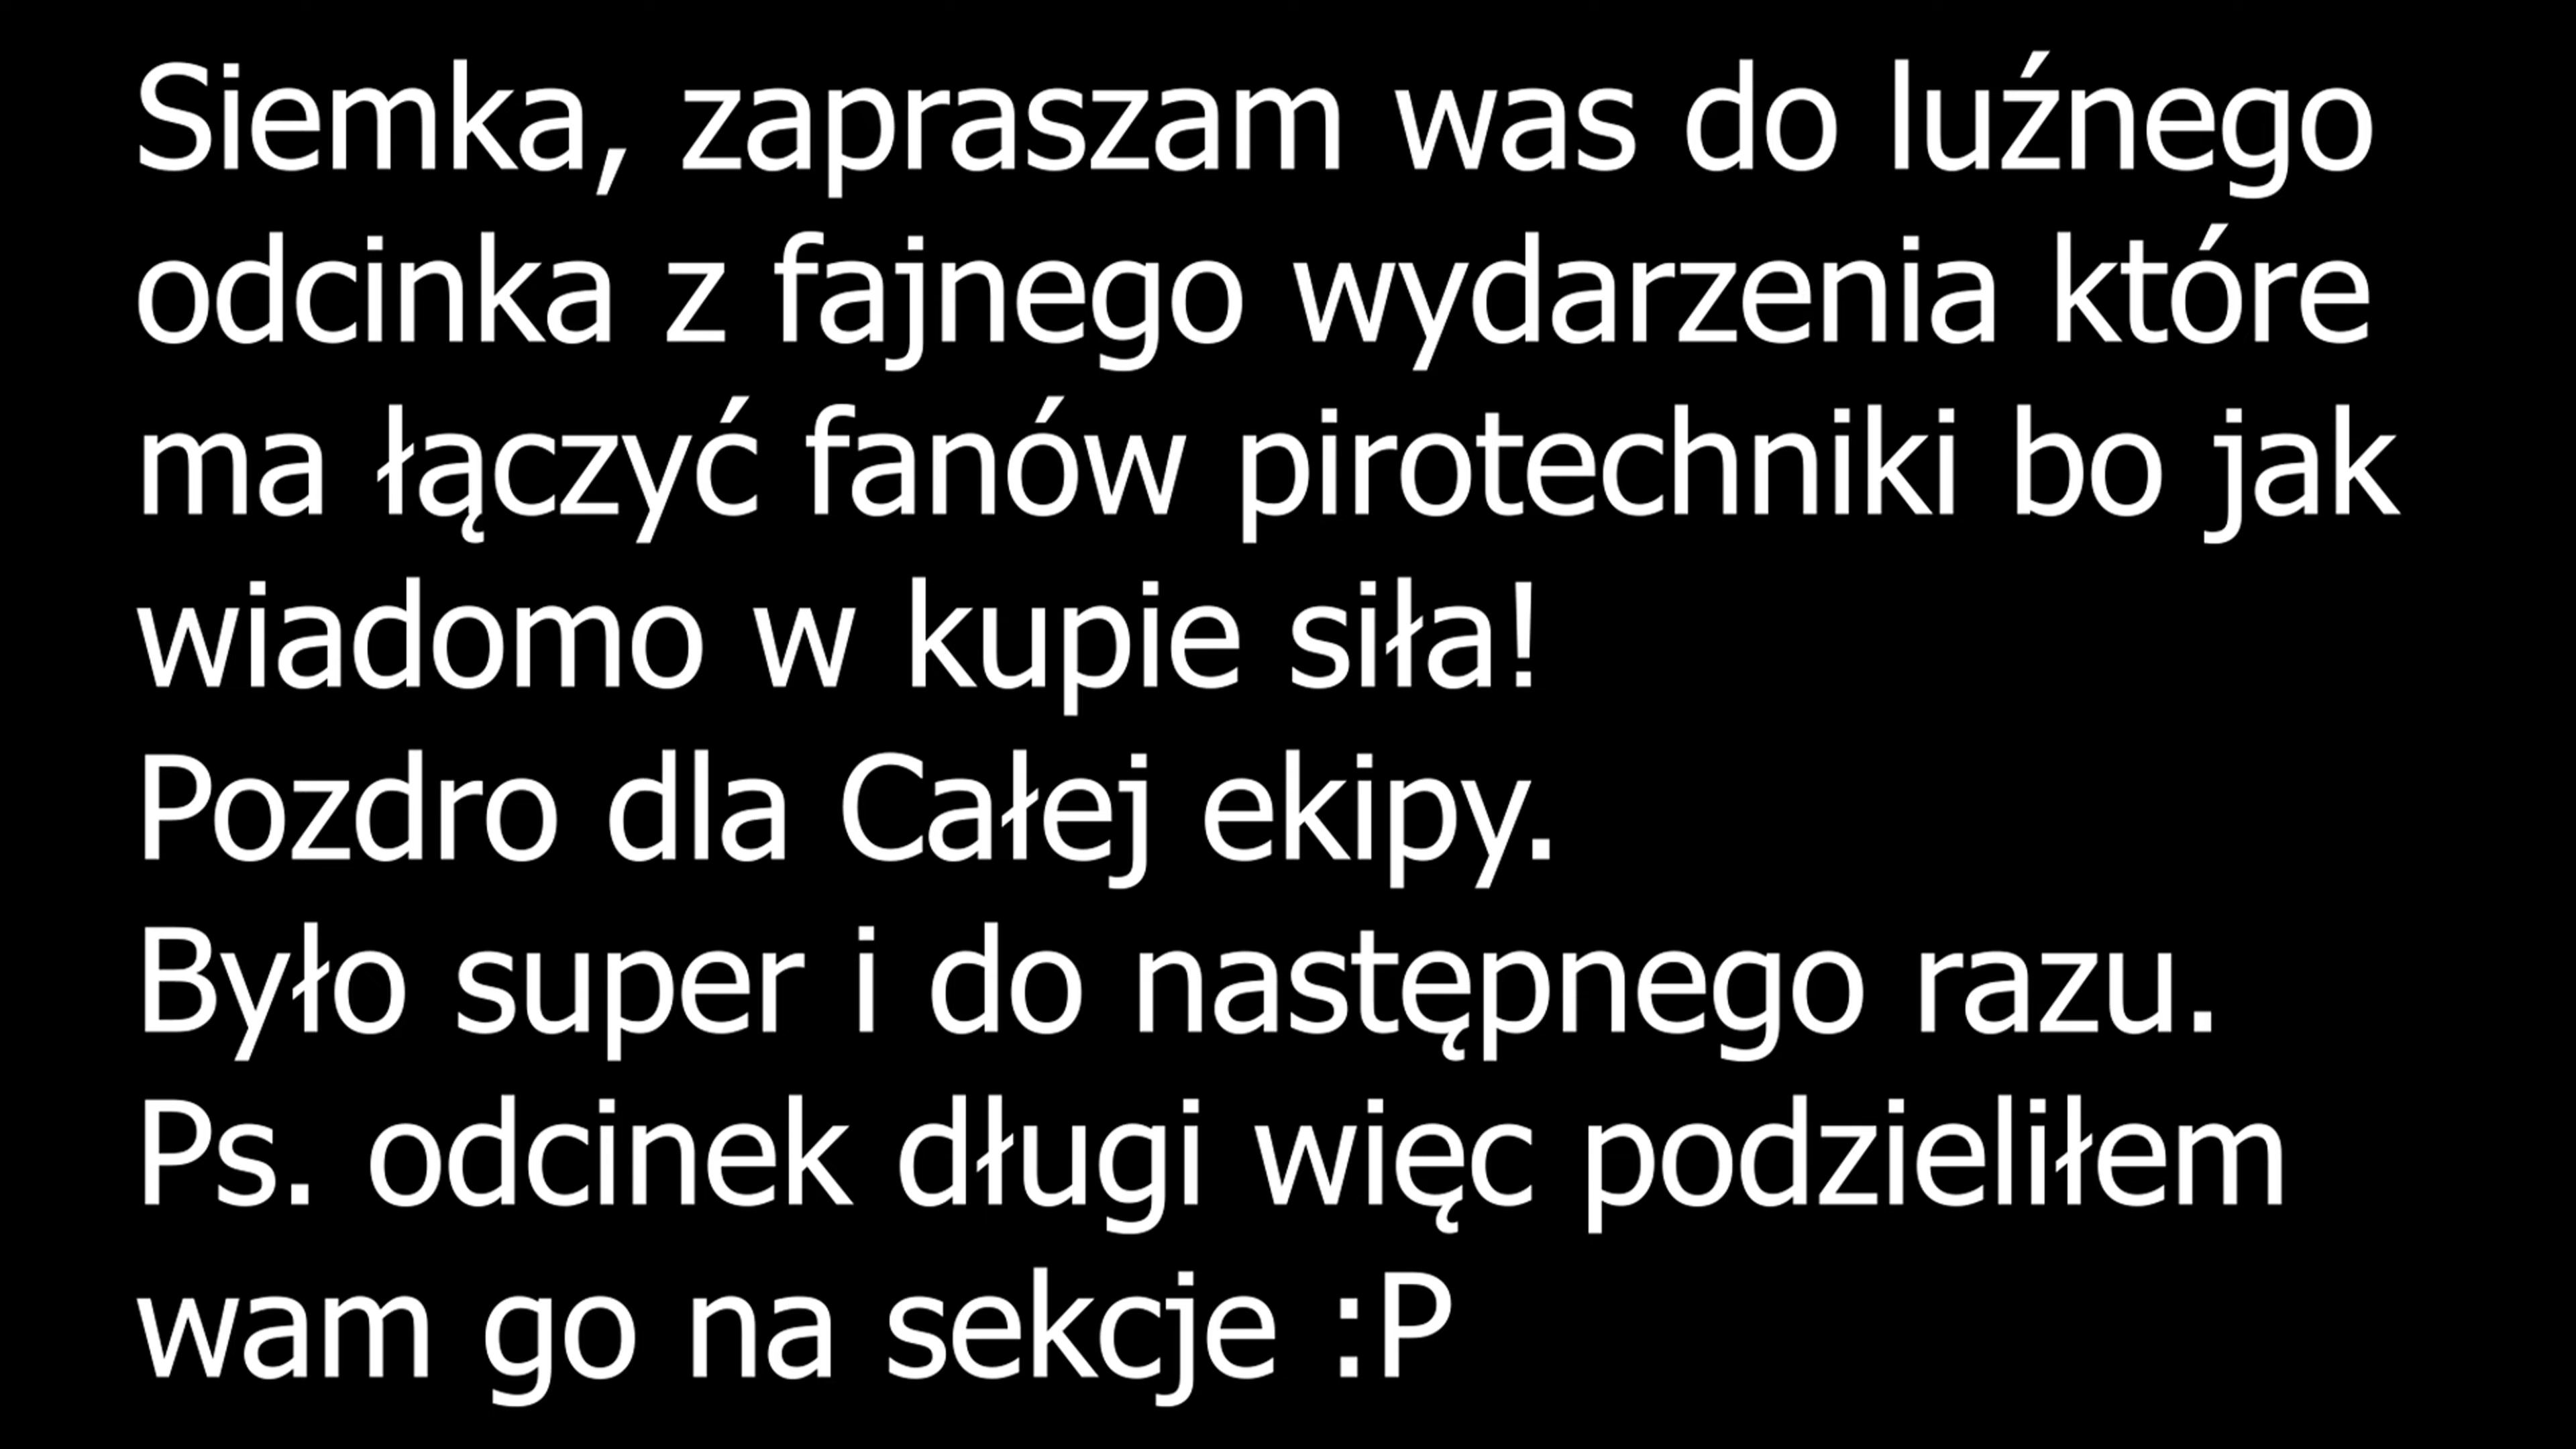 Siemka, zapraszam was do luźnego
odcinka z fajnego wydarzenia które
ma łączyć fanów pirotechniki bo jak
wiadomo w kupie siła!
Pozdro dla Całej ekipy.
Było super i do następnego razu.
Ps. odcinek długi więc podzieliłem
wam go na sekcje :P